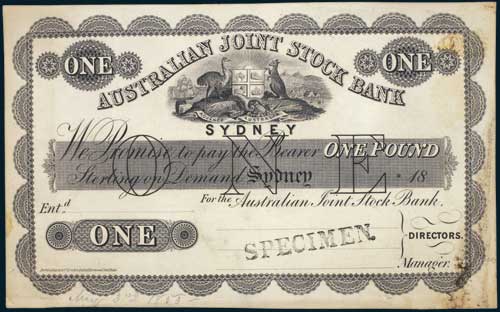 ONE AUSTRALIAN JOINT STOCK BANK ONE
SYDNEY
We Promise to pay the Bearer ONE POUND
Sterling on Demand Sydney 18
ONE
Ent.d For the Australian Joint Stock Bank.
ONE SPECIMEN. DIRECTORS.
Manager.